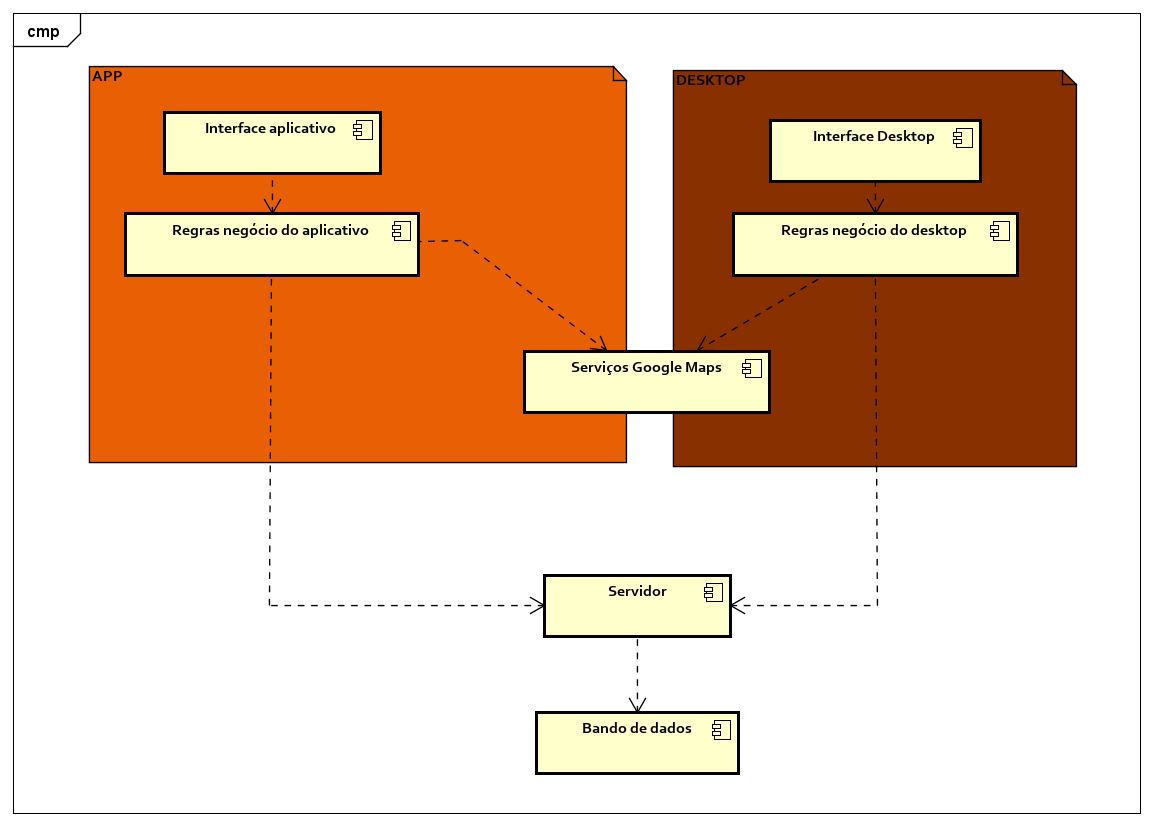 cmp
APP
DESKTOP
Interface aplicativo
Interface Desktop
Regras negócio do aplicativo
Regras negócio do desktop
Serviços Google Maps
Servidor
Bando de dados